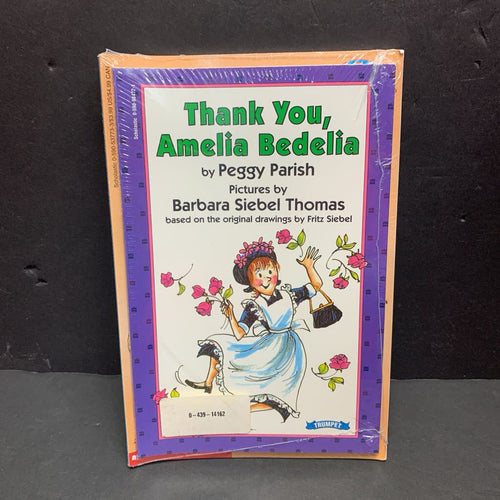 Thank You,
Amelia Bedelia
by Peggy Parish
Pictures by
Barbara Siebel Thomas
based on the original drawings by Fritz Siebel
0-439-14162
TRUMPET